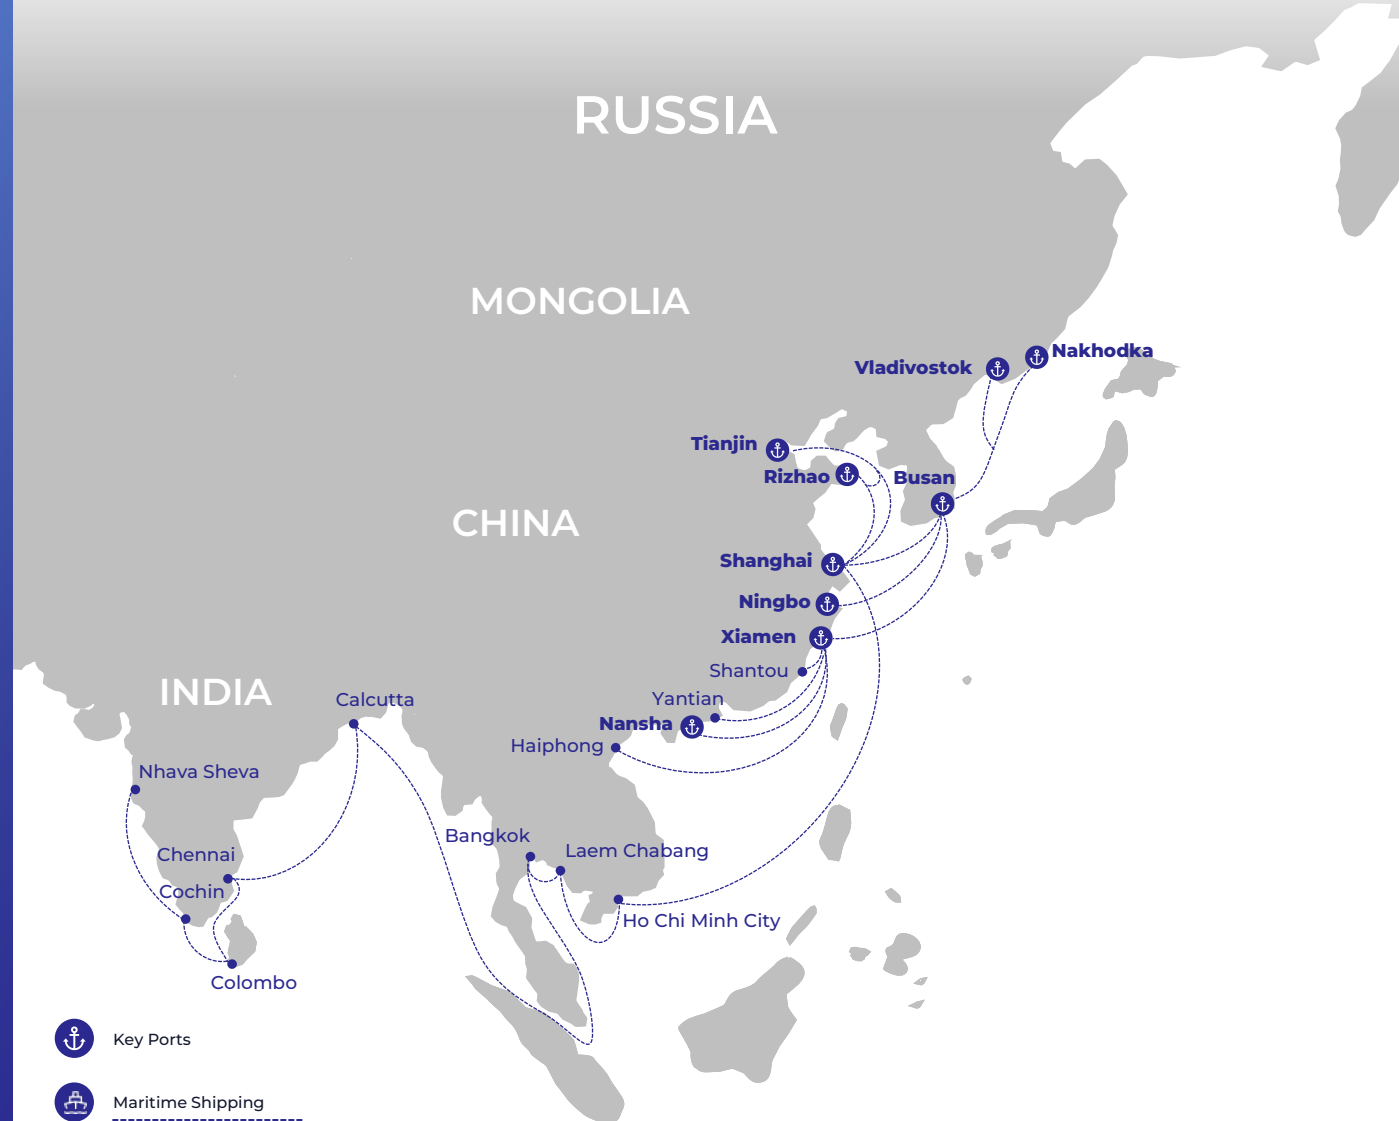 RUSSIA
MONGOLIA
Nakhodka
Vladivostok
Tianjin
Rizhao
Busan
CHINA
Shanghai
Ningbo
Xiamen
Shantou
INDIA
Calcutta
Yantian
Nansha
Haiphong
Nhava Sheva
Bangkok
Laem Chabang
Chennai
Cochin
Ho Chi Minh City
Colombo
Key Ports
Maritime Shipping